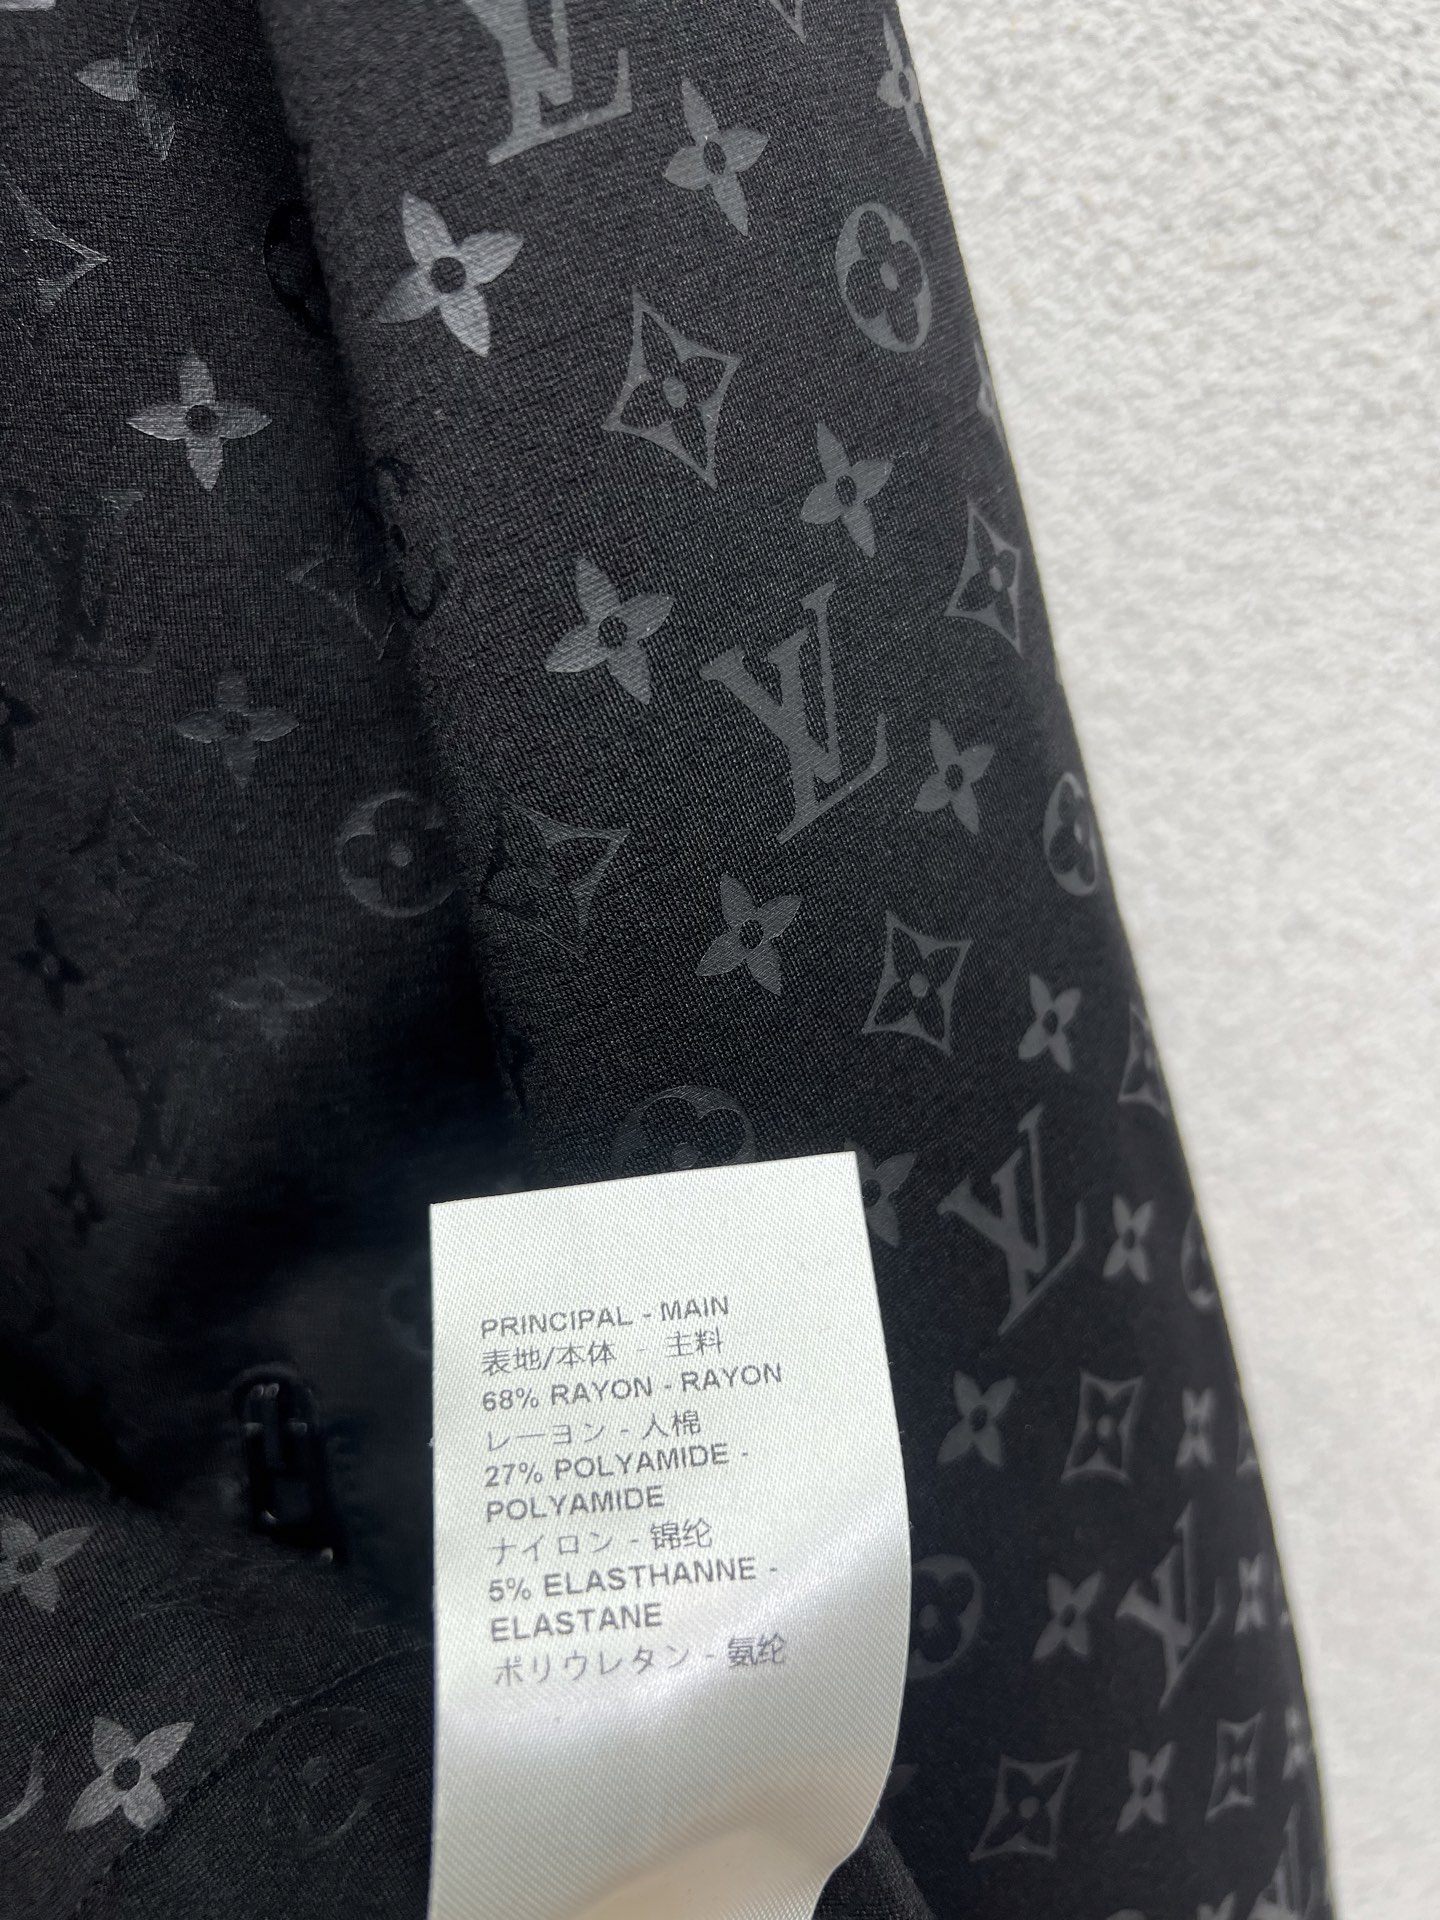 PRINCIPAL - MAIN
表地/本体 - 主料
68% RAYON - RAYON
レーヨン - 人棉
27% POLYAMIDE -
POLYAMIDE
ナイロン - 锦纶
5% ELASTHANNE -
ELASTANE
ポリウレタン - 氨纶